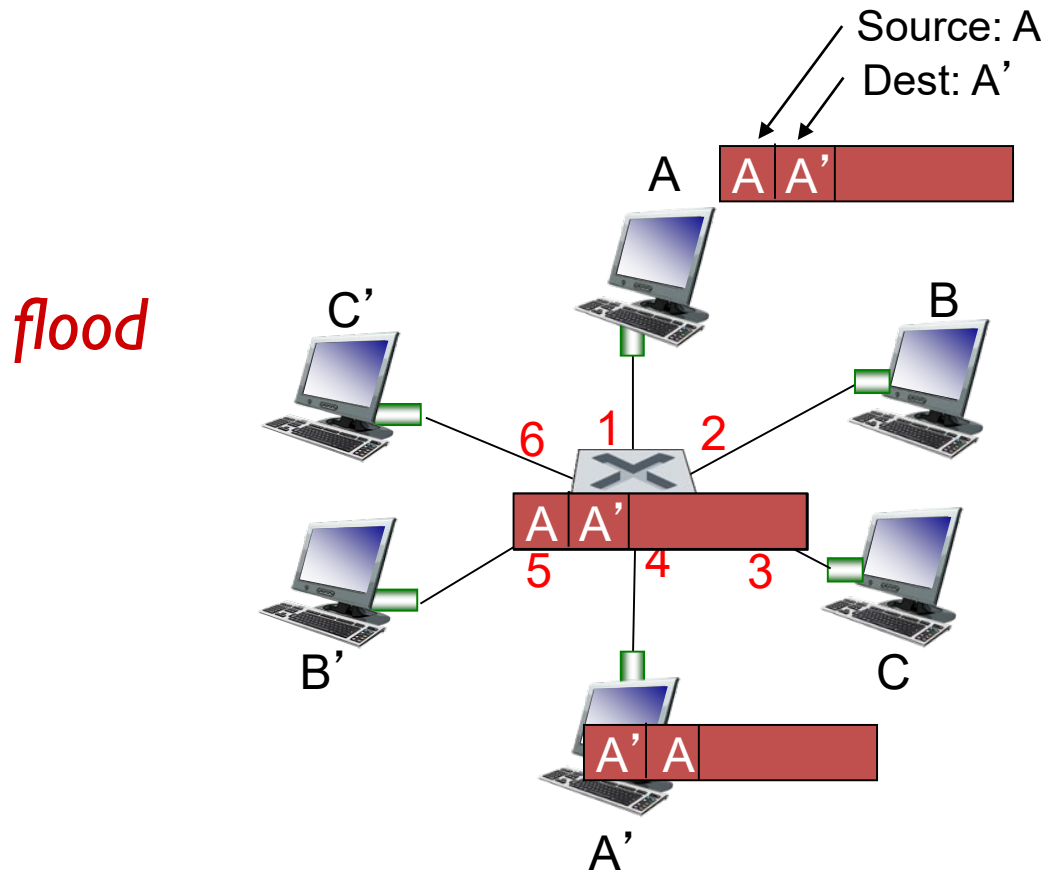 Source: A
Dest: A’
A A’
A
flood
C’
B
6 1 2
A A’
5 4 3
B’
C
A’ A
A’